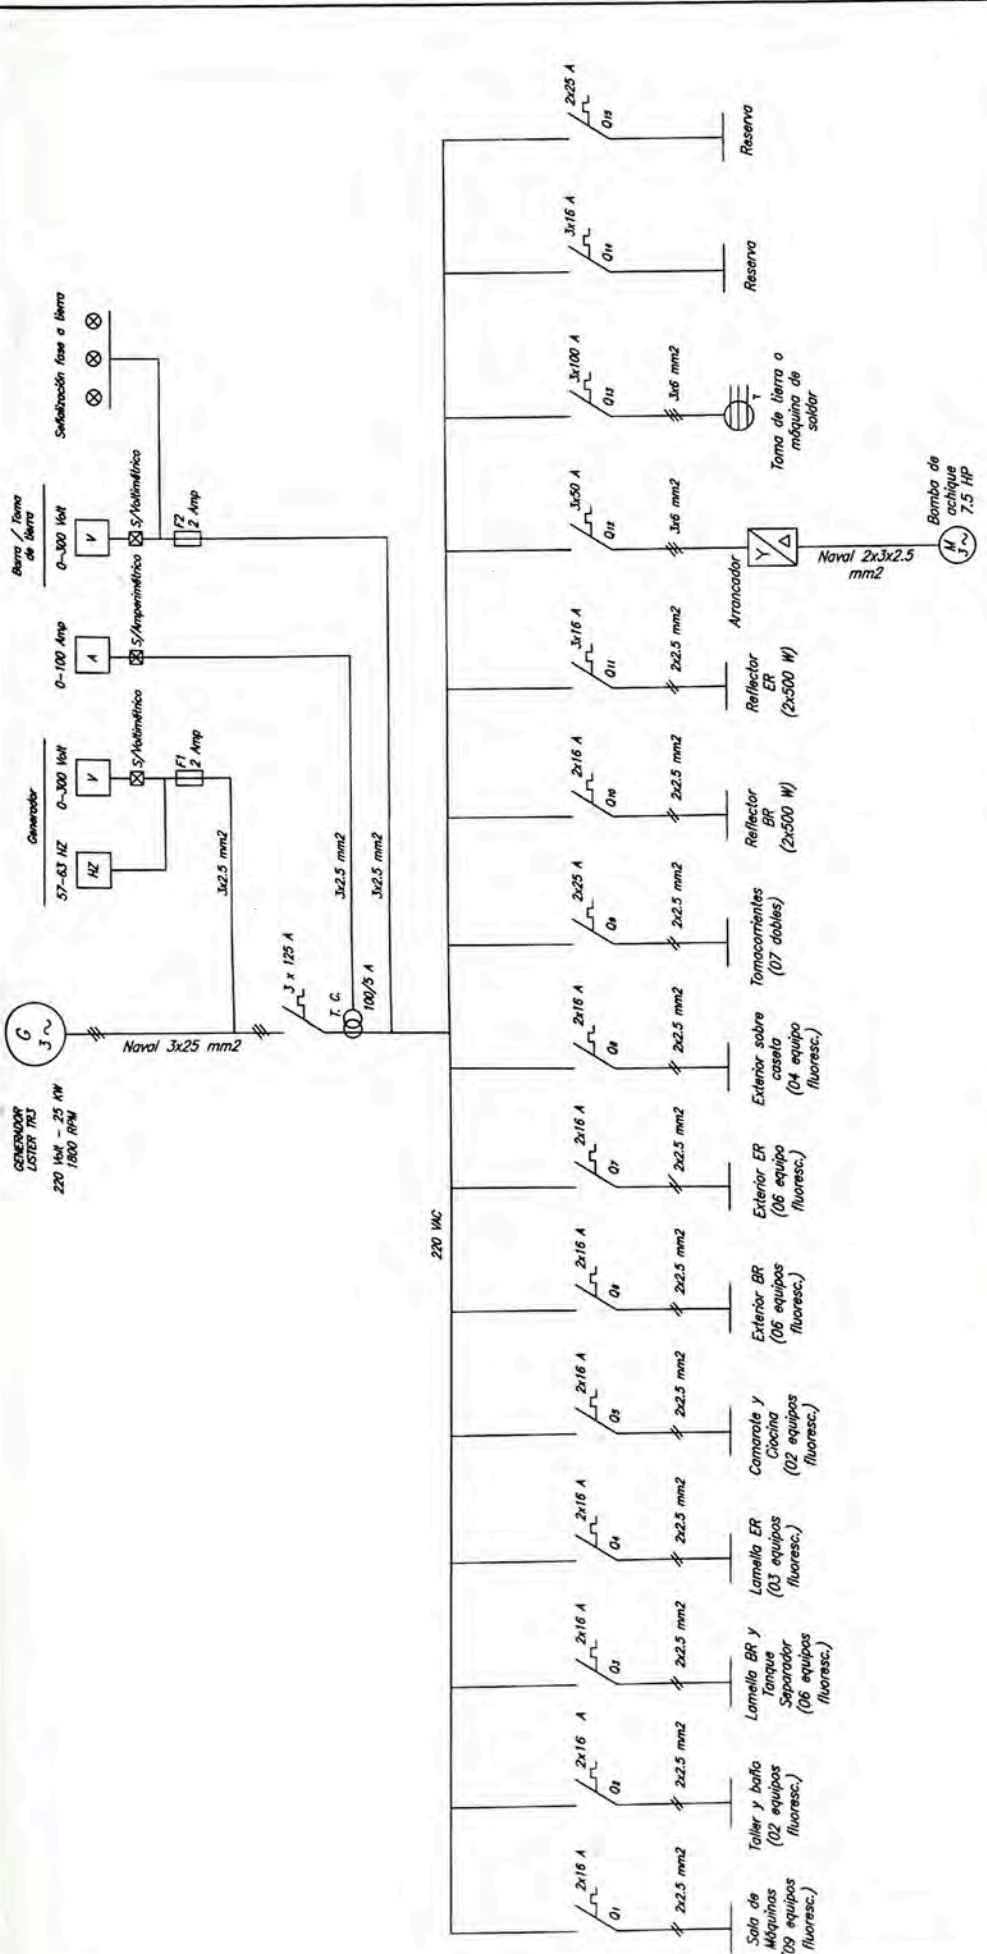 GENERADOR
LISTER TR3
220 Volt - 25 KW
1800 RPM
G
3 ~
Naval 3x25 mm2
3 x 125 A
T. C.
100/5 A
Generador
57-63 HZ
0-300 Volt
HZ
V
S/Voltimétrico
F1
2 Amp
3x2.5 mm2
0-100 Amp
A
S/Amperimétrico
3x2.5 mm2
Barra / Toma
de tierra
0-300 Volt
V
S/Voltimétrico
F2
2 Amp
3x2.5 mm2
Señalización fase a tierra
220 VAC
2x16 A
Q1
2x2.5 mm2
Sala de
Máquinas
(09 equipos
fluoresc.)
2x16 A
Q2
2x2.5 mm2
Taller y baño
(02 equipos
fluoresc.)
2x16 A
Q3
2x2.5 mm2
Lamella BR y
Tanque
Separador
(06 equipos
fluoresc.)
2x16 A
Q4
2x2.5 mm2
Lamella ER
(03 equipos
fluoresc.)
2x16 A
Q5
2x2.5 mm2
Camarote y
Ciocina
(02 equipos
fluoresc.)
2x16 A
Q6
2x2.5 mm2
Exterior BR
(06 equipos
fluoresc.)
2x16 A
Q7
2x2.5 mm2
Exterior ER
(06 equipo
fluoresc.)
2x16 A
Q8
2x2.5 mm2
Exterior sobre
caseta
(04 equipo
fluoresc.)
2x25 A
Q9
2x2.5 mm2
Tomacorrientes
(07 dobles)
2x16 A
Q10
2x2.5 mm2
Reflector
BR
(2x500 W)
3x16 A
Q11
2x2.5 mm2
Reflector
ER
(2x500 W)
3x50 A
Q12
3x6 mm2
Arrancador
Y
Δ
Naval 2x3x2.5
mm2
M
3~
Bomba de
achique
7.5 HP
3x100 A
Q13
3x6 mm2
T
Toma de tierra o
máquina de
soldar
3x16 A
Q14
Reserva
2x25 A
Q15
Reserva